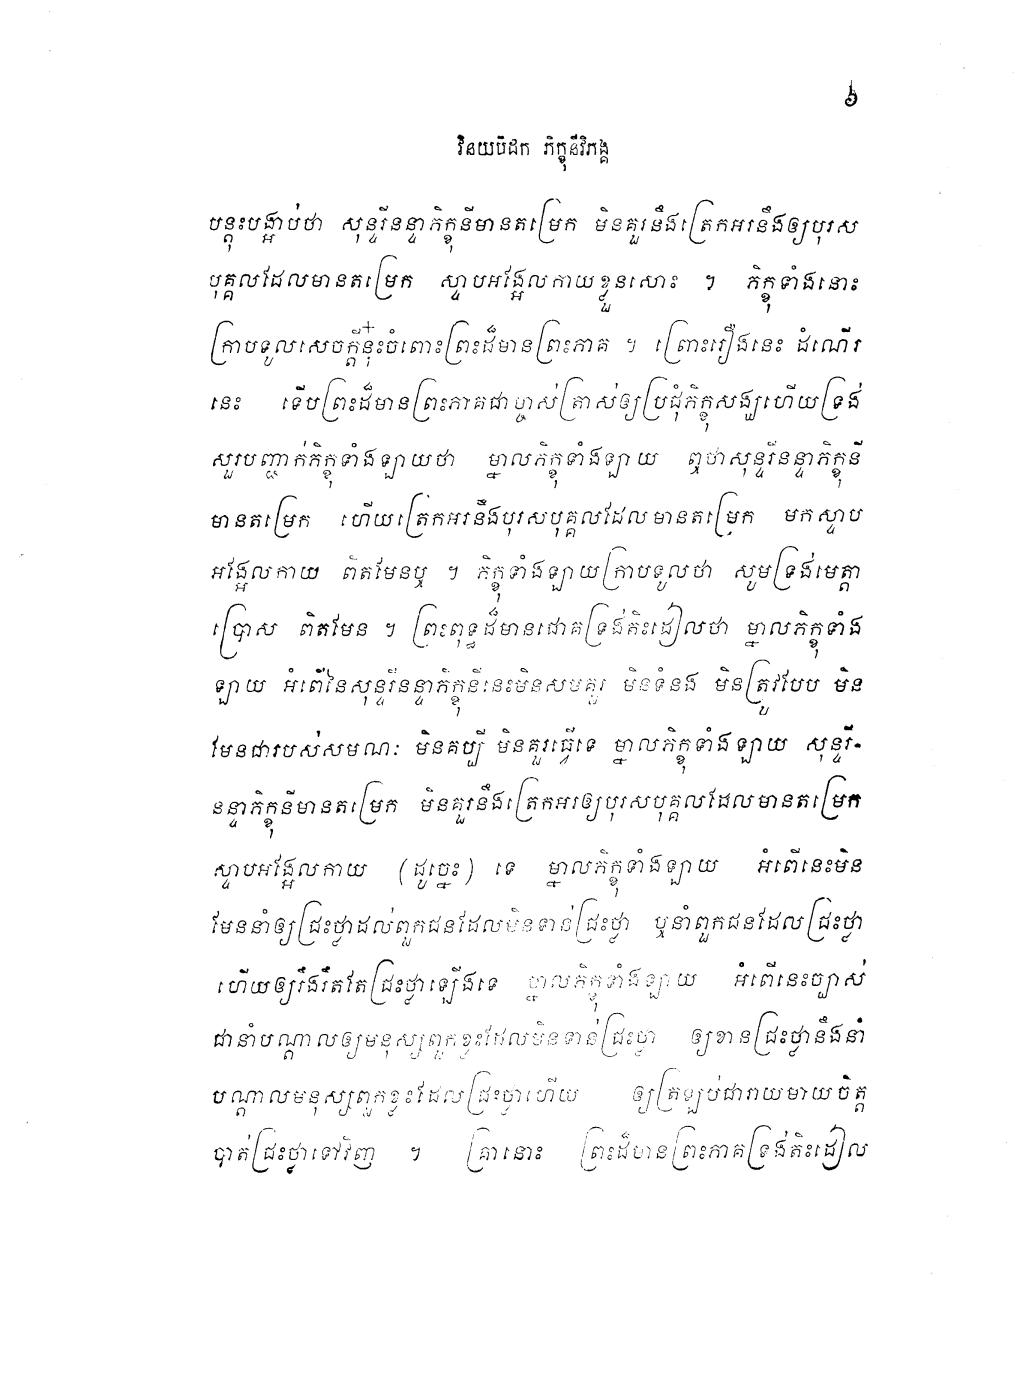 ៦
វិនយបិដក ភិក្ខុនីវិភង្គ
បន្តុះបង្អាប់ថា សុន្ទរីនន្ទាភិក្ខុនីមានតម្រេក មិនគួរនឹងត្រេកអរនឹងឲ្យបុរស
បុគ្គលដែលមានតម្រេក ស្ទាបអង្អែលកាយខ្លួនសោះ ។ ភិក្ខុទាំងនោះ
ក្រាបទូលសេចក្តីនុ៎ះចំពោះព្រះដ៏មានព្រះភាគ ។ ព្រោះរឿងនេះ ដំណើរ
នេះ ទើបព្រះដ៏មានព្រះភាគជាម្ចាស់ត្រាស់ឲ្យប្រជុំភិក្ខុសង្ឃហើយទ្រង់
សួរបញ្ជាក់ភិក្ខុទាំងឡាយថា ម្នាលភិក្ខុទាំងឡាយ ឮថាសុន្ទរីនន្ទាភិក្ខុនី
មានតម្រេក ហើយត្រេកអរនឹងបុរសបុគ្គលដែលមានតម្រេក មកស្ទាប
អង្អែលកាយ ពិតមែនឬ ។ ភិក្ខុទាំងឡាយក្រាបទូលថា សូមទ្រង់មេត្តា
ប្រោស ពិតមែន ។ ព្រះពុទ្ធដ៏មានជោគទ្រង់តិះដៀលថា ម្នាលភិក្ខុទាំង
ឡាយ អំពើនៃសុន្ទរីនន្ទាភិក្ខុនីនេះមិនសមគួរ មិនទំនង មិនត្រូវបែប មិន
មែនជារបស់សមណៈ មិនគប្បី មិនគួរធ្វើទេ ម្នាលភិក្ខុទាំងឡាយ សុន្ទរី-
នន្ទាភិក្ខុនីមានតម្រេក មិនគួរនឹងត្រេកអរឲ្យបុរសបុគ្គលដែលមានតម្រេក
ស្ទាបអង្អែលកាយ (ដូច្នេះ) ទេ ម្នាលភិក្ខុទាំងឡាយ អំពើនេះមិន
មែននាំឲ្យជ្រះថ្លាដល់ពួកជនដែលមិនទាន់ជ្រះថ្លា ឬនាំពួកជនដែលជ្រះថ្លា
ហើយឲ្យរឹងរឹតតែជ្រះថ្លាឡើងទេ ម្នាលភិក្ខុទាំងឡាយ អំពើនេះច្បាស់
ជានាំបណ្តាលឲ្យមនុស្សពួកខ្លះដែលមិនទាន់ជ្រះថ្លា ឲ្យខានជ្រះថ្លានឹងនាំ
បណ្តាលមនុស្សពួកខ្លះដែលជ្រះថ្លាហើយ ឲ្យត្រឡប់ជារាយមាយចិត្ត
បាត់ជ្រះថ្លាទៅវិញ ។ គ្រានោះ ព្រះដ៏មានព្រះភាគទ្រង់តិះដៀល